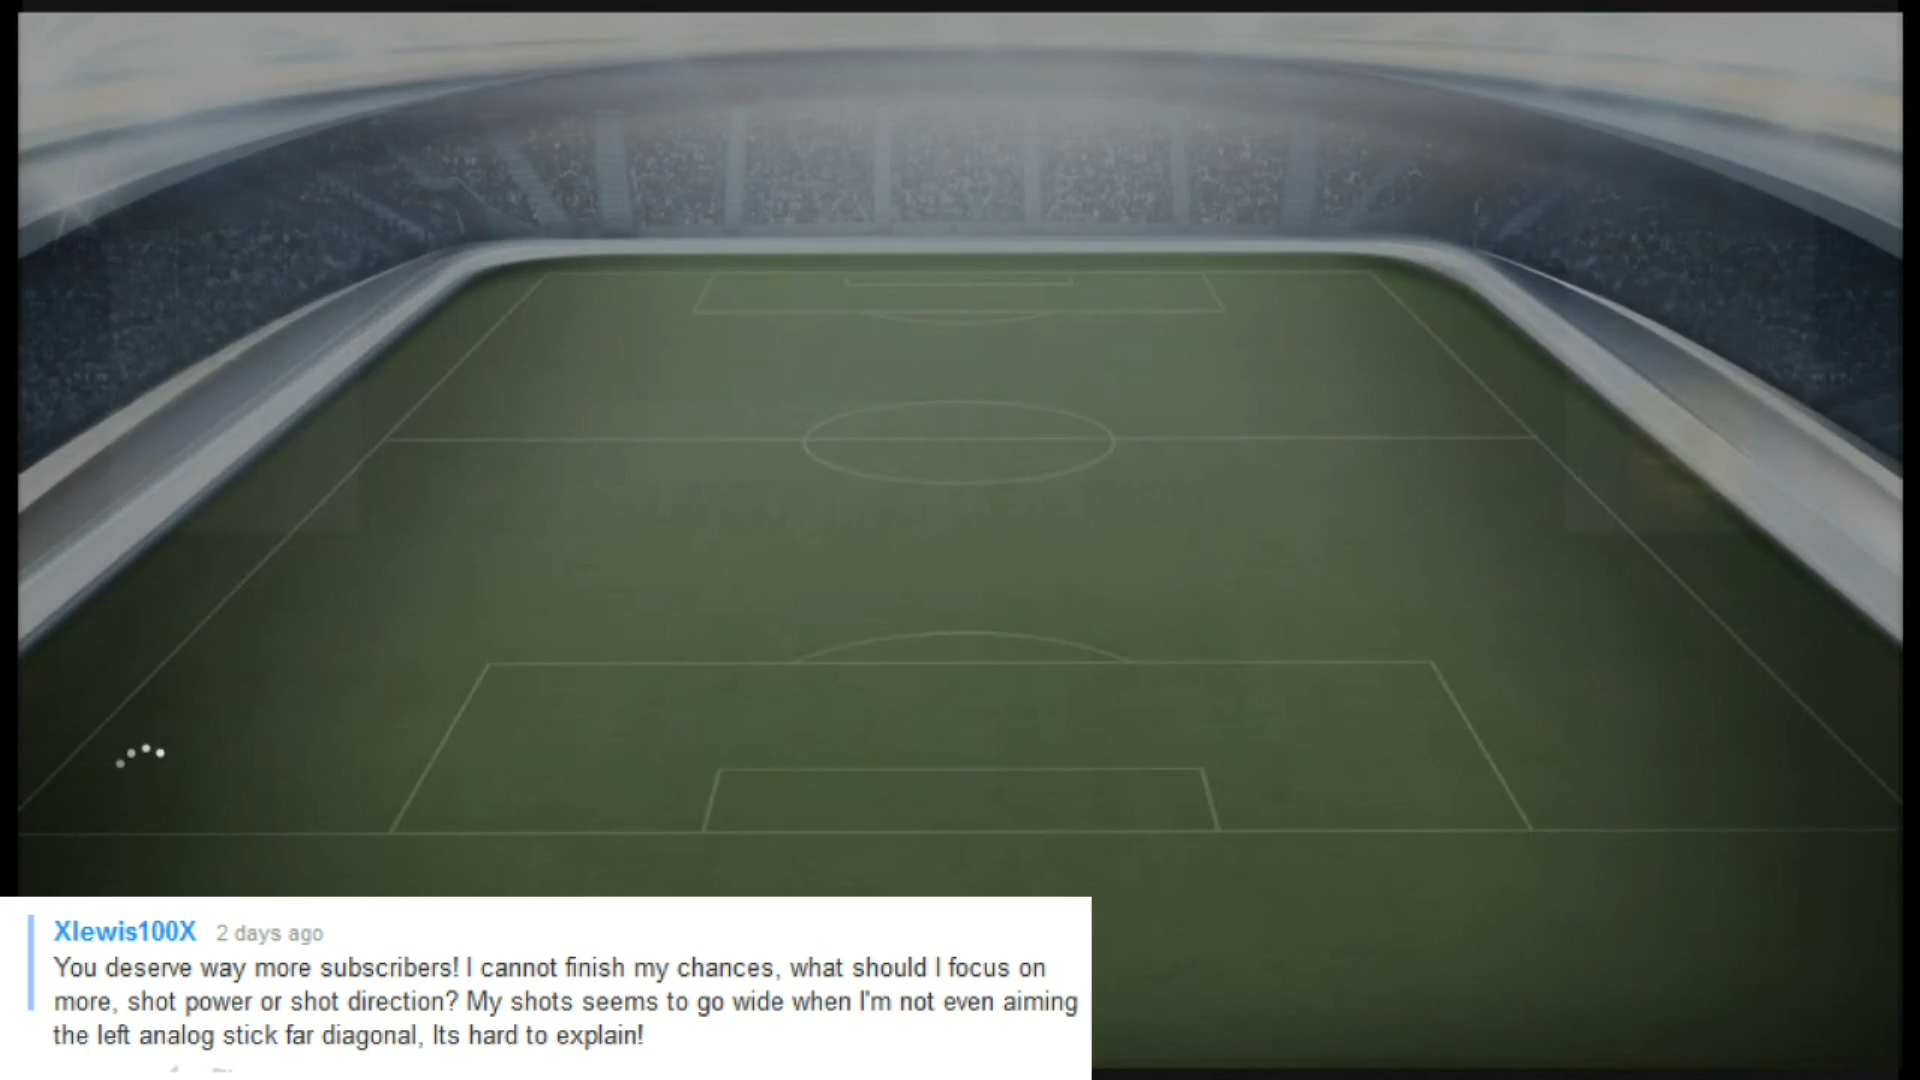 Xlewis100X 2 days ago
You deserve way more subscribers! I cannot finish my chances, what should I focus on
more, shot power or shot direction? My shots seems to go wide when I'm not even aiming
the left analog stick far diagonal, Its hard to explain!